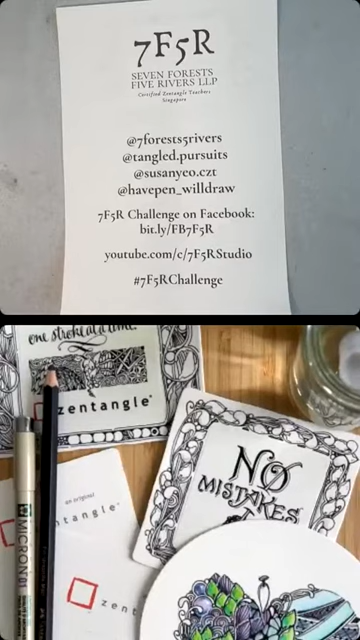 7F5R
SEVEN FORESTS
FIVE RIVERS LLP
Certified Zentangle Teachers
Singapore
@7forests5rivers
@tangled.pursuits
@susanyeo.czt
@havepen_willdraw
7F5R Challenge on Facebook:
bit.ly/FB7F5R
youtube.com/c/7F5RStudio
#7F5RChallenge
one stroke at a time.
zentangle®
NO
MISTAKES
an original
ntangle
zent
MICRON